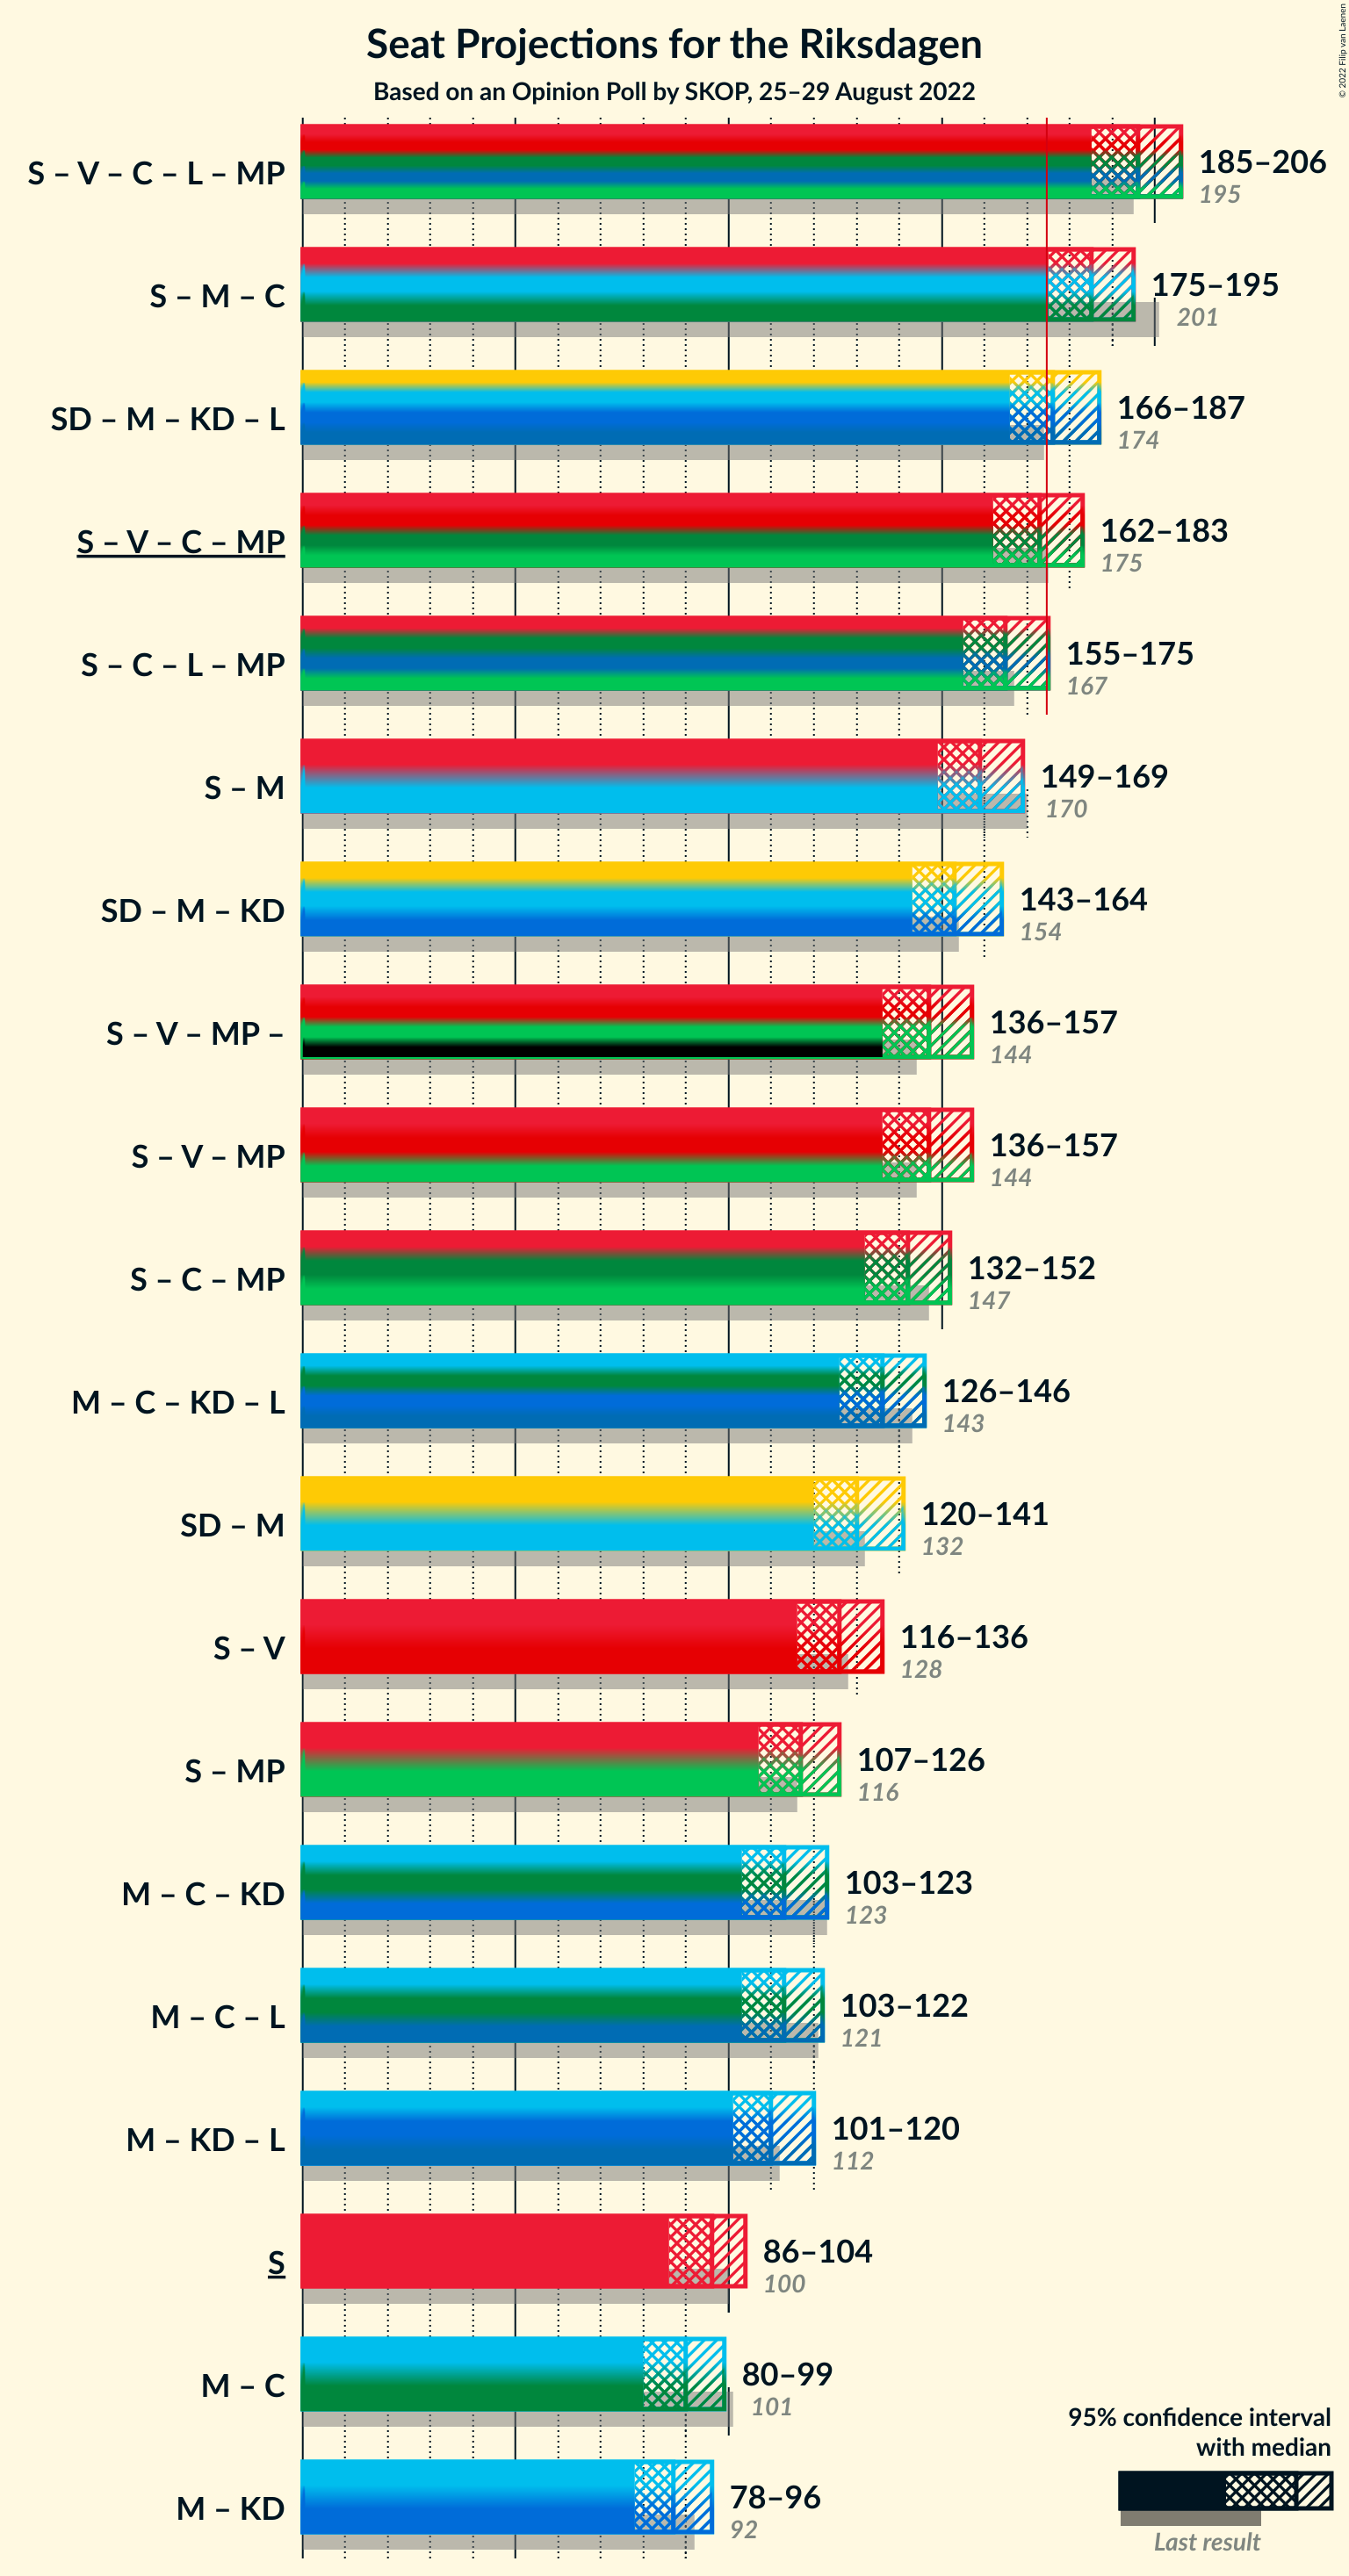 Seat Projections for the Riksdagen
Based on an Opinion Poll by SKOP, 25–29 August 2022
© 2022 Filip van Laenen
S – V – C – L – MP
185–206
195
S – M – C
175–195
201
SD – M – KD – L
166–187
174
S – V – C – MP
162–183
175
S – C – L – MP
155–175
167
S – M
149–169
170
SD – M – KD
143–164
154
S – V – MP –
136–157
144
S – V – MP
136–157
144
S – C – MP
132–152
147
M – C – KD – L
126–146
143
SD – M
120–141
132
S – V
116–136
128
S – MP
107–126
116
M – C – KD
103–123
123
M – C – L
103–122
121
M – KD – L
101–120
112
S
86–104
100
M – C
80–99
101
M – KD
78–96
92
95% confidence interval
with median
Last result